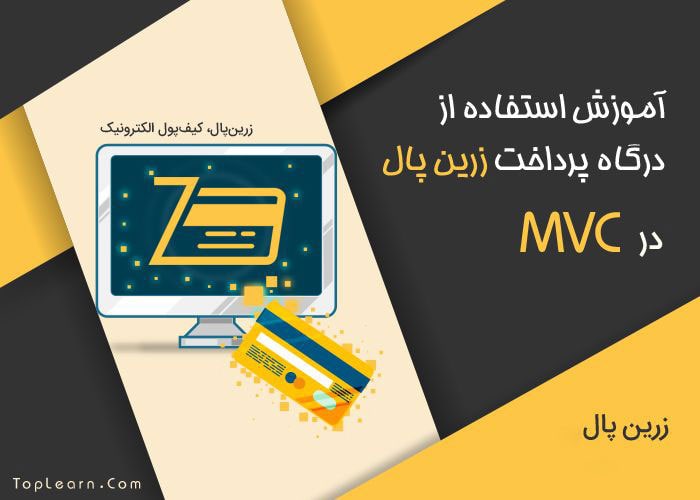 آموزش استفاده از
درگاه پرداخت زرین پال
در MVC
زرین‌پال، کیف‌پول الکترونیک
زرین پال
TopLearn.Com